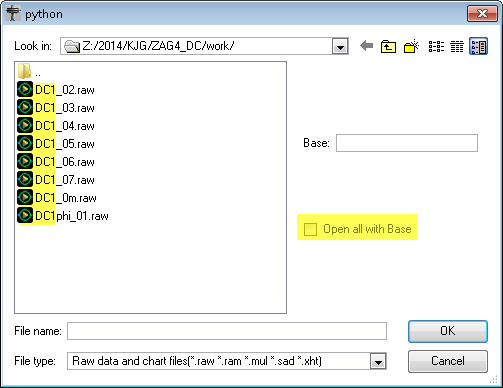 python
Look in: Z:/2014/KJG/ZAG4_DC/work/
..
DC1_02.raw
DC1_03.raw
DC1_04.raw
DC1_05.raw
DC1_06.raw
DC1_07.raw
DC1_0m.raw
DC1phi_01.raw
Base:
Open all with Base
File name:
OK
File type: Raw data and chart files(*.raw *.ram *.mul *.sad *.xht)
Cancel